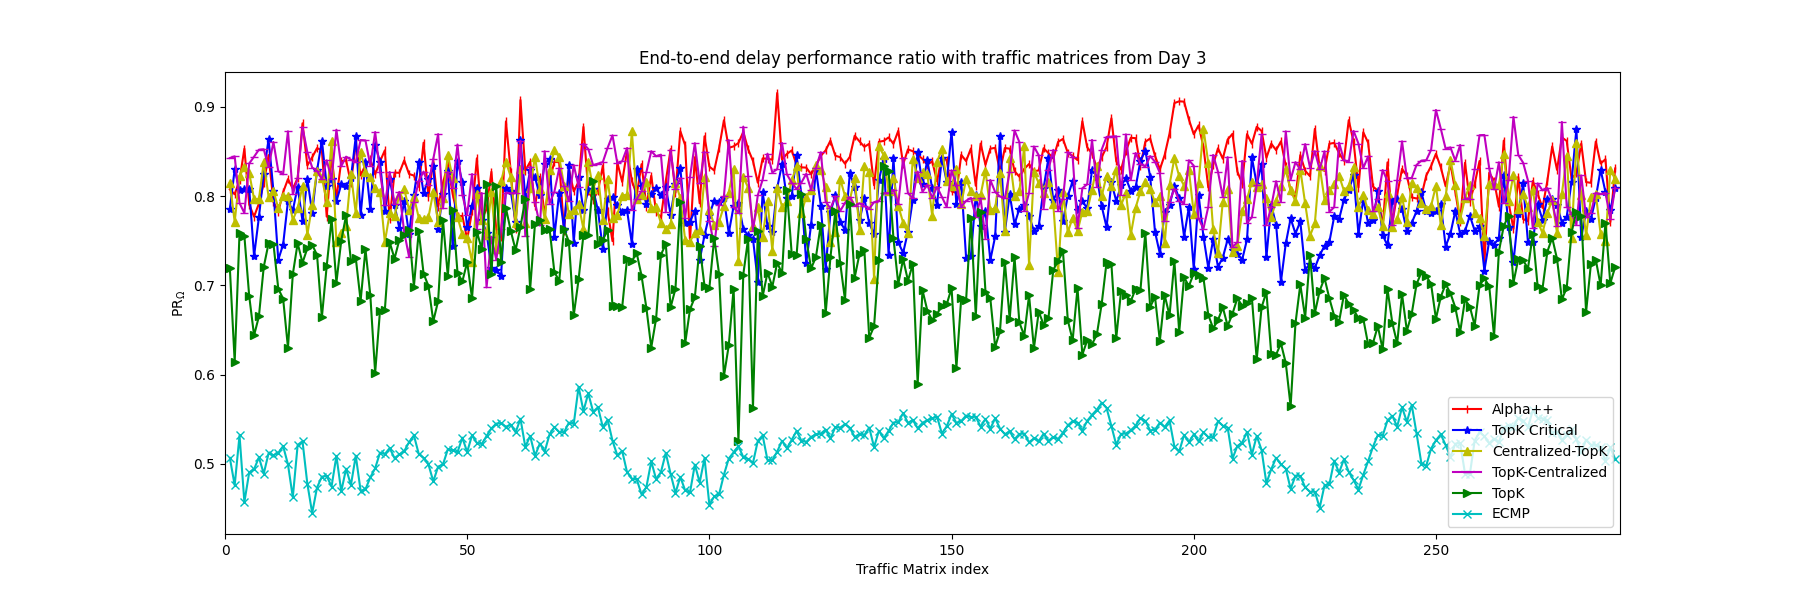 End-to-end delay performance ratio with traffic matrices from Day 3
PR_Ω
0.9
0.8
0.7
0.6
0.5
0 50 100 150 200 250
Traffic Matrix index
Alpha++
TopK Critical
Centralized-TopK
TopK-Centralized
TopK
ECMP